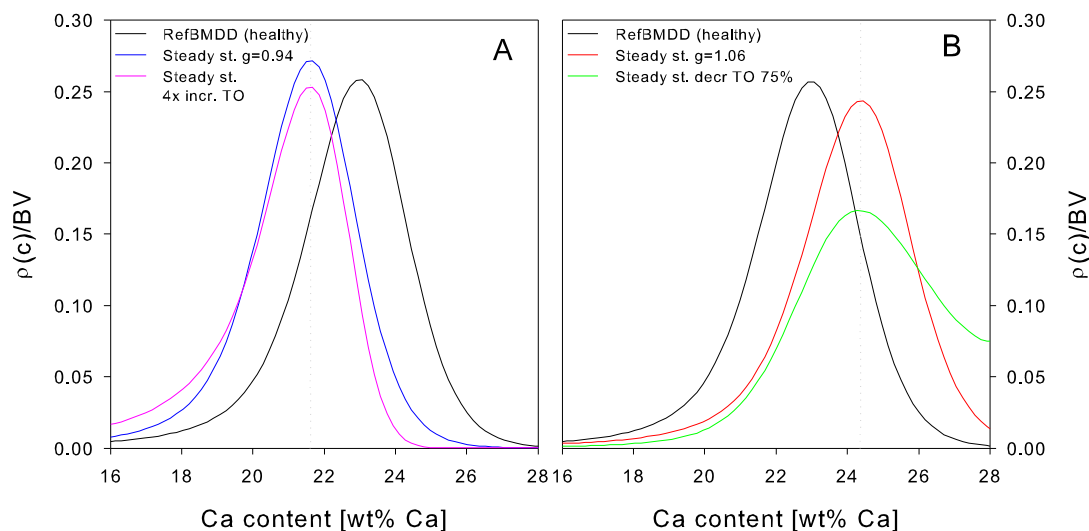 0.30
0.25
0.20
0.15
0.10
0.05
0.00
ρ(c)/BV
RefBMDD (healthy)
Steady st. g=0.94
Steady st.
4x incr. TO
A
16 18 20 22 24 26 28
Ca content [wt% Ca]
RefBMDD (healthy)
Steady st. g=1.06
Steady st. decr TO 75%
B
16 18 20 22 24 26 28
Ca content [wt% Ca]
0.30
0.25
0.20
0.15
0.10
0.05
0.00
ρ(c)/BV